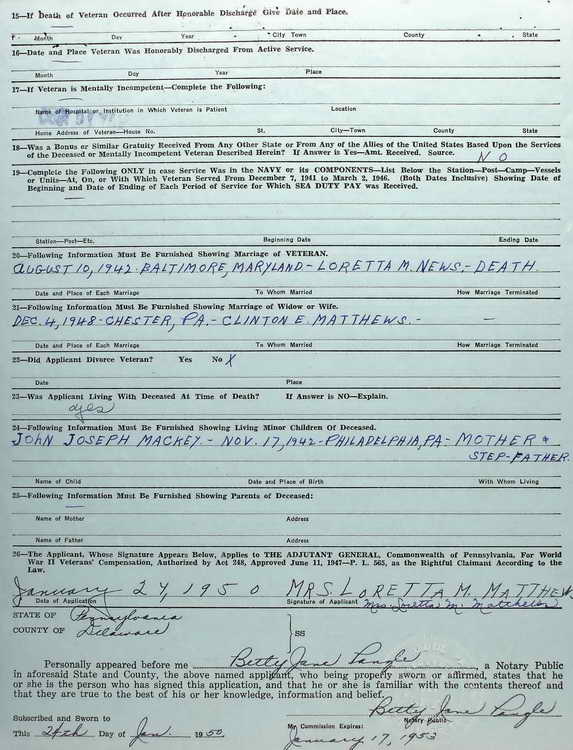 15—If Death of Veteran Occurred After Honorable Discharge Give Date and Place.
Month Day Year City Town County State
16—Date and Place Veteran Was Honorably Discharged From Active Service.
Month Day Year Place
17—If Veteran is Mentally Incompetent—Complete the Following:
Name of Hospital or Institution in Which Veteran is Patient Location
Home Address of Veteran—House No. St. City—Town County State
18—Was a Bonus or Similar Gratuity Received From Any Other State or From Any of the Allies of the United States Based Upon the Services
of the Deceased or Mentally Incompetent Veteran Described Herein? If Answer is Yes—Amt. Received. Source.
NO
19—Complete the Following ONLY in case Service Was in the NAVY or its COMPONENTS—List Below the Station—Post—Camp—Vessels
or Units—At, On, or With Which Veteran Served From December 7, 1941 to March 2, 1946. (Both Dates Inclusive) Showing Date of
Beginning and Date of Ending of Each Period of Service for Which SEA DUTY PAY was Received.
Station—Post—Etc. Beginning Date Ending Date
20—Following Information Must Be Furnished Showing Marriage of VETERAN.
AUGUST 10, 1942 - BALTIMORE, MARYLAND - LORETTA M. NEWS. - DEATH.
Date and Place of Each Marriage To Whom Married How Marriage Terminated
21—Following Information Must Be Furnished Showing Marriage of Widow or Wife.
DEC. 4, 1948 - CHESTER, PA. - CLINTON E. MATTHEWS. - —
Date and Place of Each Marriage To Whom Married How Marriage Terminated
22—Did Applicant Divorce Veteran? Yes No X
Date Place
23—Was Applicant Living With Deceased At Time of Death? If Answer is NO—Explain.
yes
24—Following Information Must Be Furnished Showing Living Minor Children Of Deceased.
JOHN JOSEPH MACKEY. - NOV. 17, 1942 - PHILADELPHIA, PA - MOTHER &
STEP-FATHER.
Name of Child Date and Place of Birth With Whom Living
25—Following Information Must Be Furnished Showing Parents of Deceased:
Name of Mother Address
Name of Father Address
26—The Applicant, Whose Signature Appears Below, Applies to THE ADJUTANT GENERAL, Commonwealth of Pennsylvania, For World
War II Veterans' Compensation, Authorized by Act 248, Approved June 11, 1947—P. L. 565, as the Rightful Claimant According to the
Law.
January 24, 1950 MRS. LORETTA M. MATTHEWS
Date of Application Signature of Applicant Mrs. Loretta M. Matthews
STATE OF Pennsylvania
COUNTY OF Delaware SS
Personally appeared before me Betty Jane Pangle, a Notary Public
in aforesaid State and County, the above named applicant, who being properly sworn or affirmed, states that he
or she is the person who has signed this application, and that he or she is familiar with the contents thereof and
that they are true to the best of his or her knowledge, information and belief.
Betty Jane Pangle
Notary Public
Subscribed and Sworn to
This 24th Day of Jan. 1950. My Commission Expires:
January 17, 1953